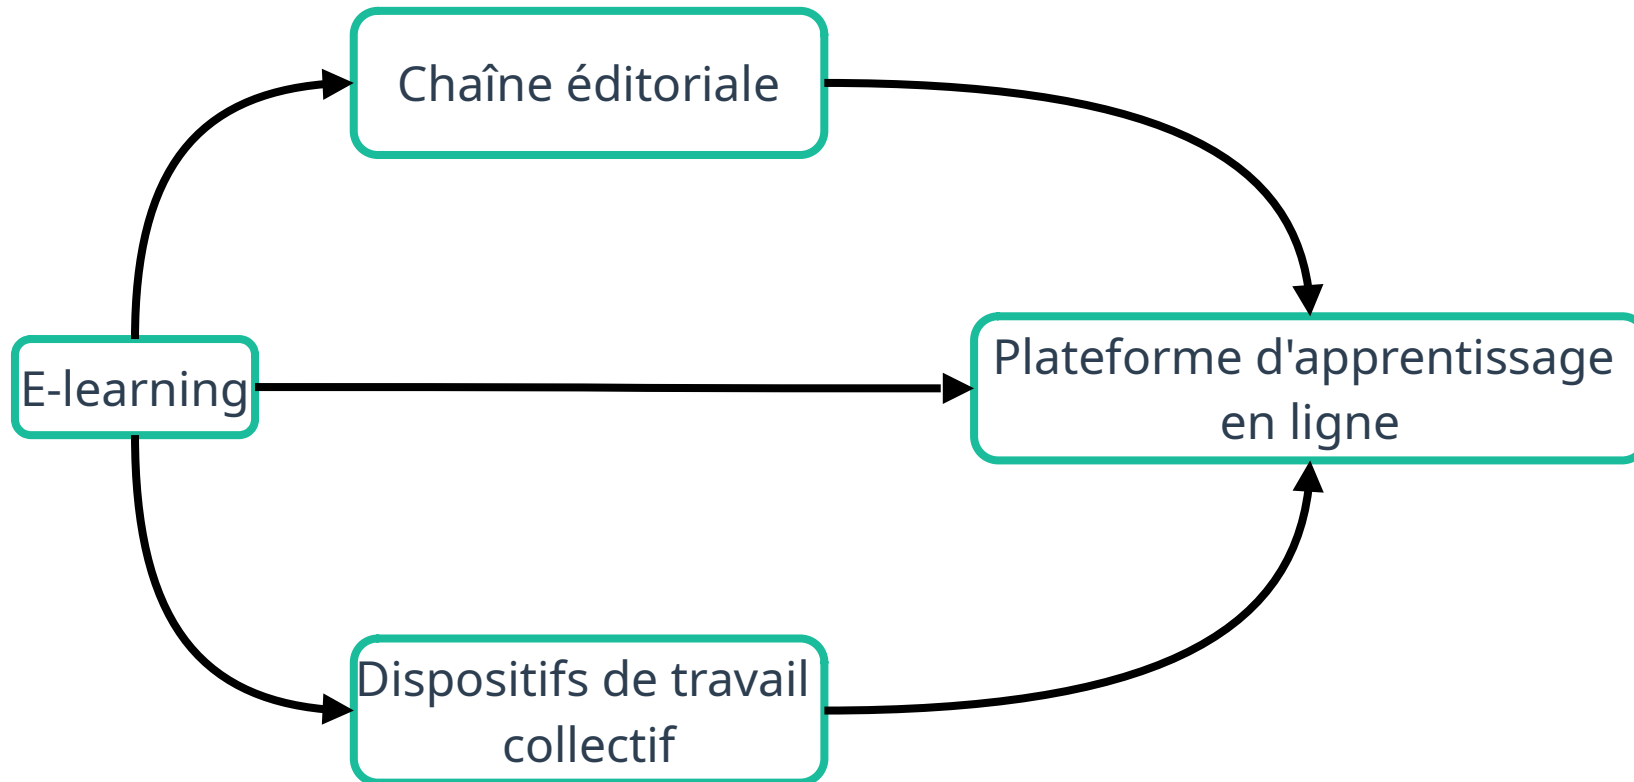 Chaîne éditoriale
E-learning
Plateforme d'apprentissage
en ligne
Dispositifs de travail
collectif